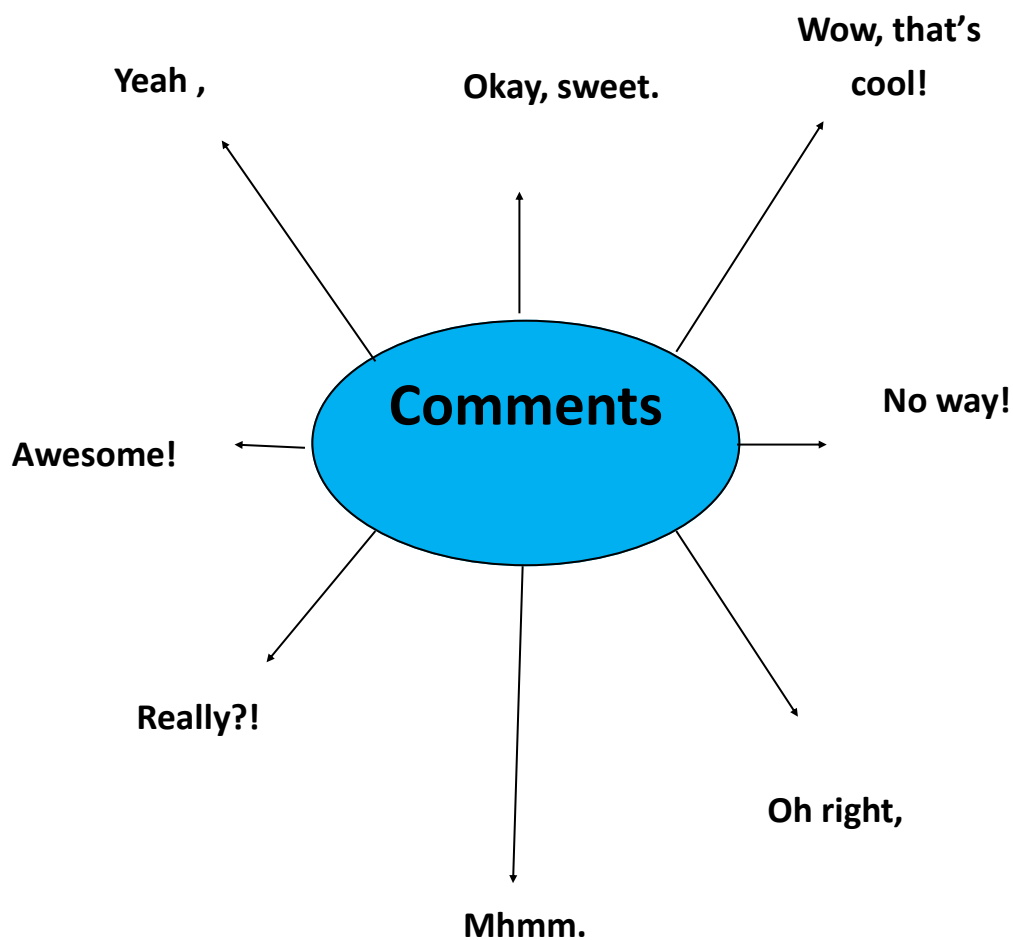 Wow, that’s
cool!
Yeah ,
Okay, sweet.
Comments
No way!
Awesome!
Really?!
Oh right,
Mhmm.